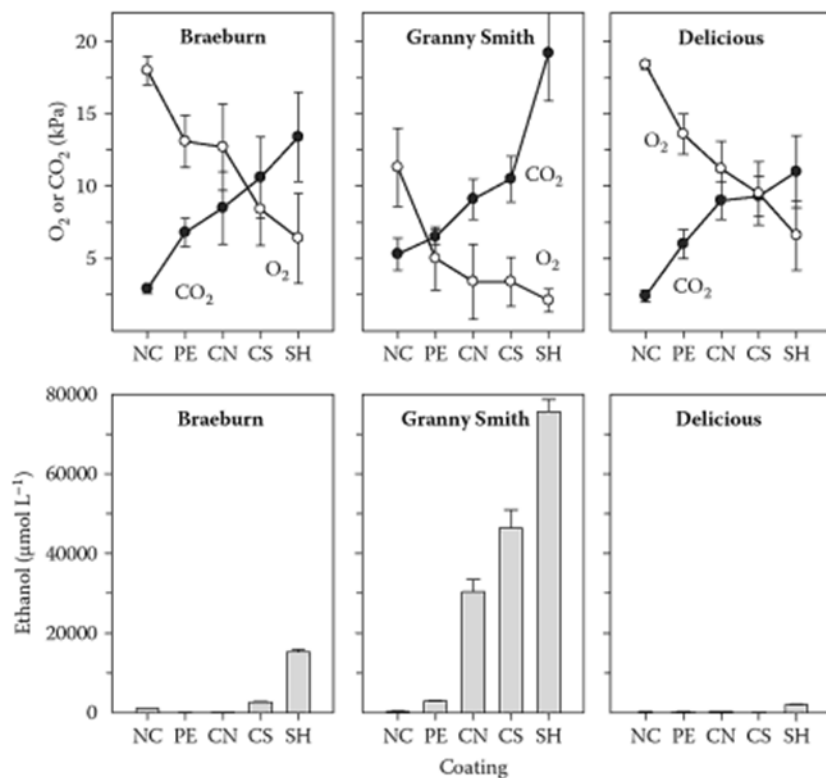 Braeburn Granny Smith Delicious
20
15
10
5
O₂ or CO₂ (kPa)
CO₂ O₂
CO₂
O₂
O₂
CO₂
NC PE CN CS SH NC PE CN CS SH NC PE CN CS SH
80000
60000
40000
20000
0
Ethanol (μmol L⁻¹)
Braeburn Granny Smith Delicious
NC PE CN CS SH NC PE CN CS SH NC PE CN CS SH
Coating